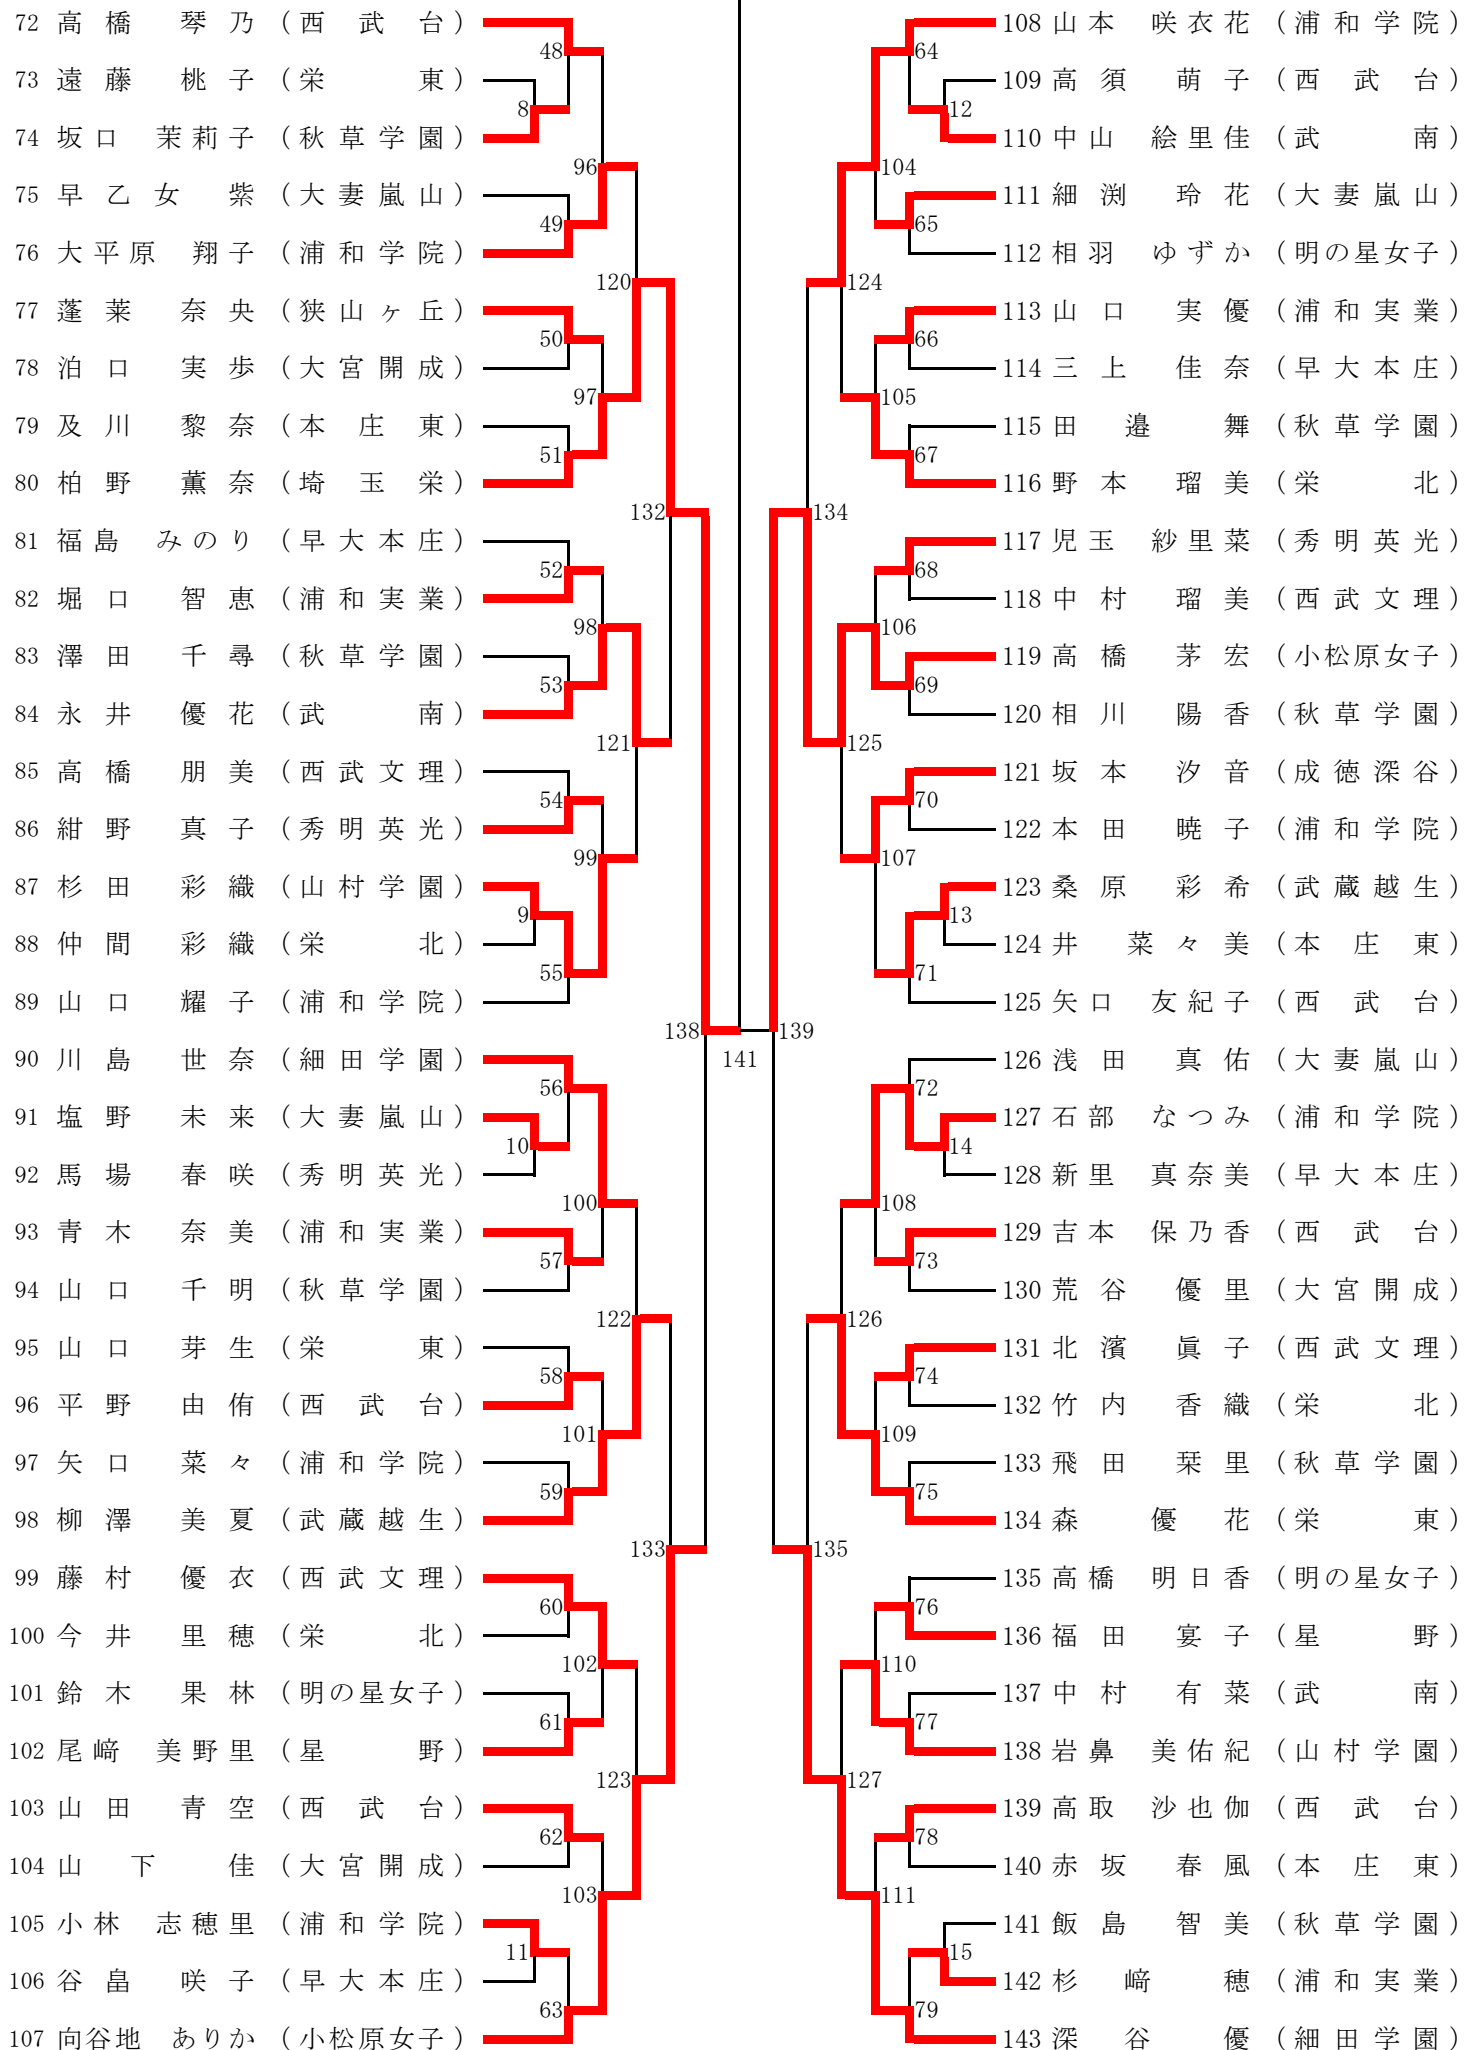 72 高橋 琴乃 (西武台)
73 遠藤 桃子 (栄東)
74 坂口 茉莉子 (秋草学園)
75 早乙女 紫 (大妻嵐山)
76 大平原 翔子 (浦和学院)
77 蓬莱 奈央 (狭山ヶ丘)
78 泊口 実歩 (大宮開成)
79 及川 黎奈 (本庄東)
80 柏野 薫奈 (埼玉栄)
81 福島 みのり (早大本庄)
82 堀口 智恵 (浦和実業)
83 澤田 千尋 (秋草学園)
84 永井 優花 (武南)
85 高橋 朋美 (西武文理)
86 紺野 真子 (秀明英光)
87 杉田 彩織 (山村学園)
88 仲間 彩織 (栄北)
89 山口 耀子 (浦和学院)
90 川島 世奈 (細田学園)
91 塩野 未来 (大妻嵐山)
92 馬場 春咲 (秀明英光)
93 青木 奈美 (浦和実業)
94 山口 千明 (秋草学園)
95 山口 芽生 (栄東)
96 平野 由侑 (西武台)
97 矢口 菜々 (浦和学院)
98 柳澤 美夏 (武蔵越生)
99 藤村 優衣 (西武文理)
100 今井 里穂 (栄北)
101 鈴木 果林 (明の星女子)
102 尾﨑 美野里 (星野)
103 山田 青空 (西武台)
104 山下 佳 (大宮開成)
105 小林 志穂里 (浦和学院)
106 谷畠 咲子 (早大本庄)
107 向谷地 ありか (小松原女子)
48
8
96
49
120
50
97
51
132
52
98
53
121
54
99
9
55
138
56
10
100
57
122
58
101
59
133
60
102
61
123
62
103
11
63
141
64
12
104
65
124
66
105
67
134
68
106
69
125
70
107
13
71
139
72
14
108
73
126
74
109
75
135
76
110
77
127
78
111
15
79
108 山本 咲衣花 (浦和学院)
109 高須 萌子 (西武台)
110 中山 絵里佳 (武南)
111 細渕 玲花 (大妻嵐山)
112 相羽 ゆずか (明の星女子)
113 山口 実優 (浦和実業)
114 三上 佳奈 (早大本庄)
115 田邉 舞 (秋草学園)
116 野本 瑠美 (栄北)
117 児玉 紗里菜 (秀明英光)
118 中村 瑠美 (西武文理)
119 高橋 茅宏 (小松原女子)
120 相川 陽香 (秋草学園)
121 坂本 汐音 (成徳深谷)
122 本田 暁子 (浦和学院)
123 桑原 彩希 (武蔵越生)
124 井 菜々美 (本庄東)
125 矢口 友紀子 (西武台)
126 浅田 真佑 (大妻嵐山)
127 石部 なつみ (浦和学院)
128 新里 真奈美 (早大本庄)
129 吉本 保乃香 (西武台)
130 荒谷 優里 (大宮開成)
131 北濱 眞子 (西武文理)
132 竹内 香織 (栄北)
133 飛田 栞里 (秋草学園)
134 森 優花 (栄東)
135 高橋 明日香 (明の星女子)
136 福田 宴子 (星野)
137 中村 有菜 (武南)
138 岩鼻 美佑紀 (山村学園)
139 高取 沙也伽 (西武台)
140 赤坂 春風 (本庄東)
141 飯島 智美 (秋草学園)
142 杉﨑 穂 (浦和実業)
143 深谷 優 (細田学園)